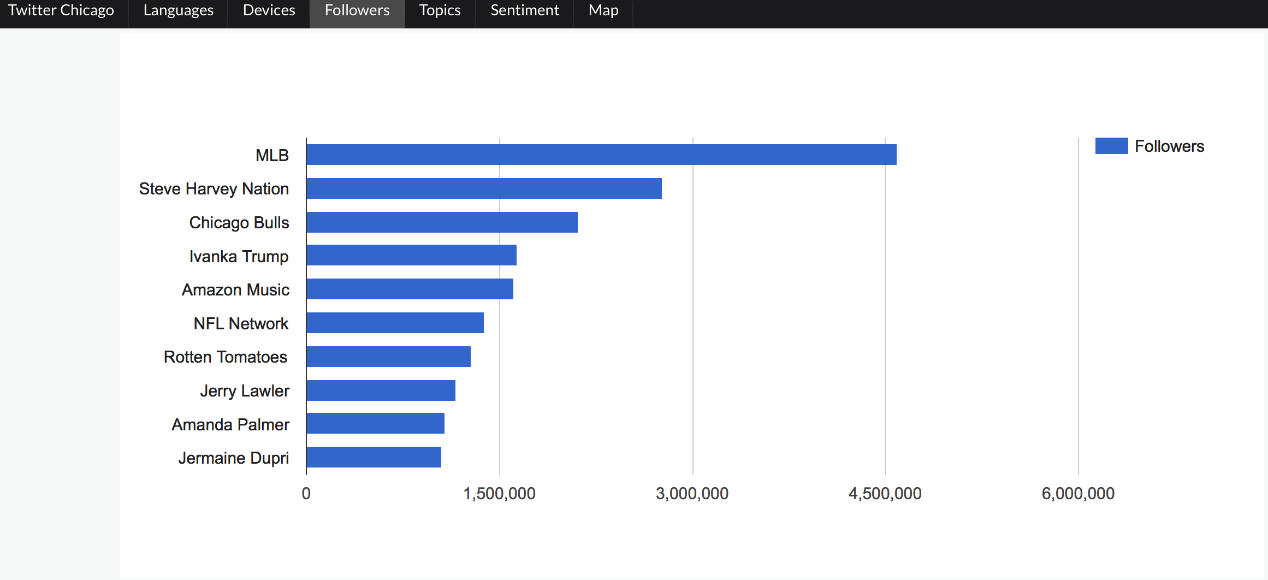 Twitter Chicago Languages Devices Followers Topics Sentiment Map
Followers
MLB
Steve Harvey Nation
Chicago Bulls
Ivanka Trump
Amazon Music
NFL Network
Rotten Tomatoes
Jerry Lawler
Amanda Palmer
Jermaine Dupri
0 1,500,000 3,000,000 4,500,000 6,000,000